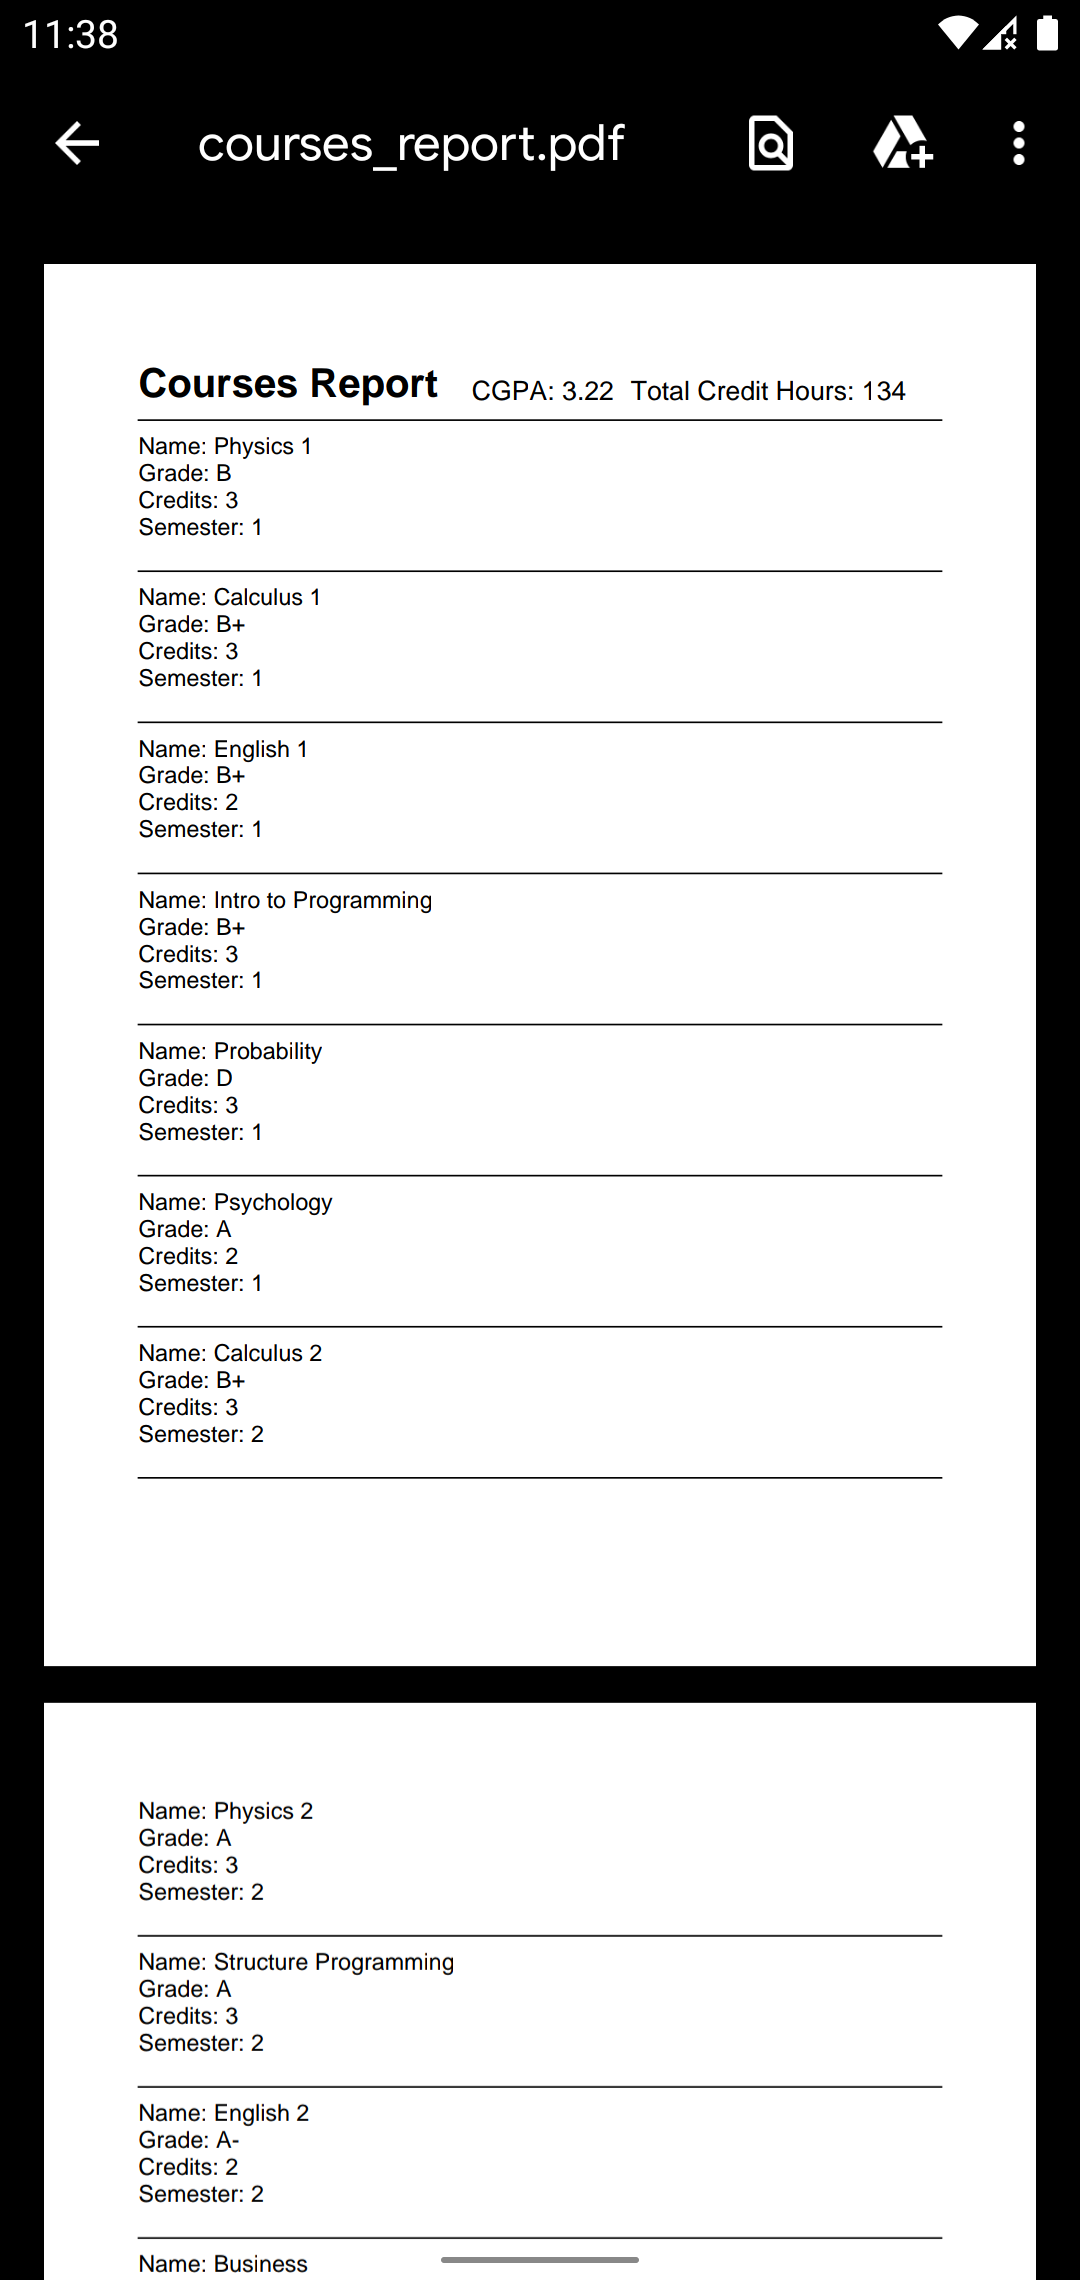 11:38
courses_report.pdf
Courses Report CGPA: 3.22 Total Credit Hours: 134
Name: Physics 1
Grade: B
Credits: 3
Semester: 1
Name: Calculus 1
Grade: B+
Credits: 3
Semester: 1
Name: English 1
Grade: B+
Credits: 2
Semester: 1
Name: Intro to Programming
Grade: B+
Credits: 3
Semester: 1
Name: Probability
Grade: D
Credits: 3
Semester: 1
Name: Psychology
Grade: A
Credits: 2
Semester: 1
Name: Calculus 2
Grade: B+
Credits: 3
Semester: 2
Name: Physics 2
Grade: A
Credits: 3
Semester: 2
Name: Structure Programming
Grade: A
Credits: 3
Semester: 2
Name: English 2
Grade: A-
Credits: 2
Semester: 2
Name: Business